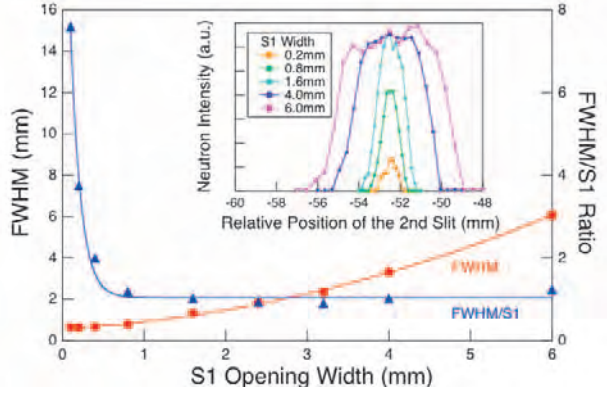 16
14
12
10
8
6
4
2
0
FWHM (mm)
0
1
2
3
4
5
6
S1 Opening Width (mm)
8
6
4
2
0
FWHM/S1 Ratio
FWHM
FWHM/S1
Neutron Intensity (a.u.)
S1 Width
0.2mm
0.8mm
1.6mm
4.0mm
6.0mm
-60
-58
-56
-54
-52
-50
-48
Relative Position of the 2nd Slit (mm)